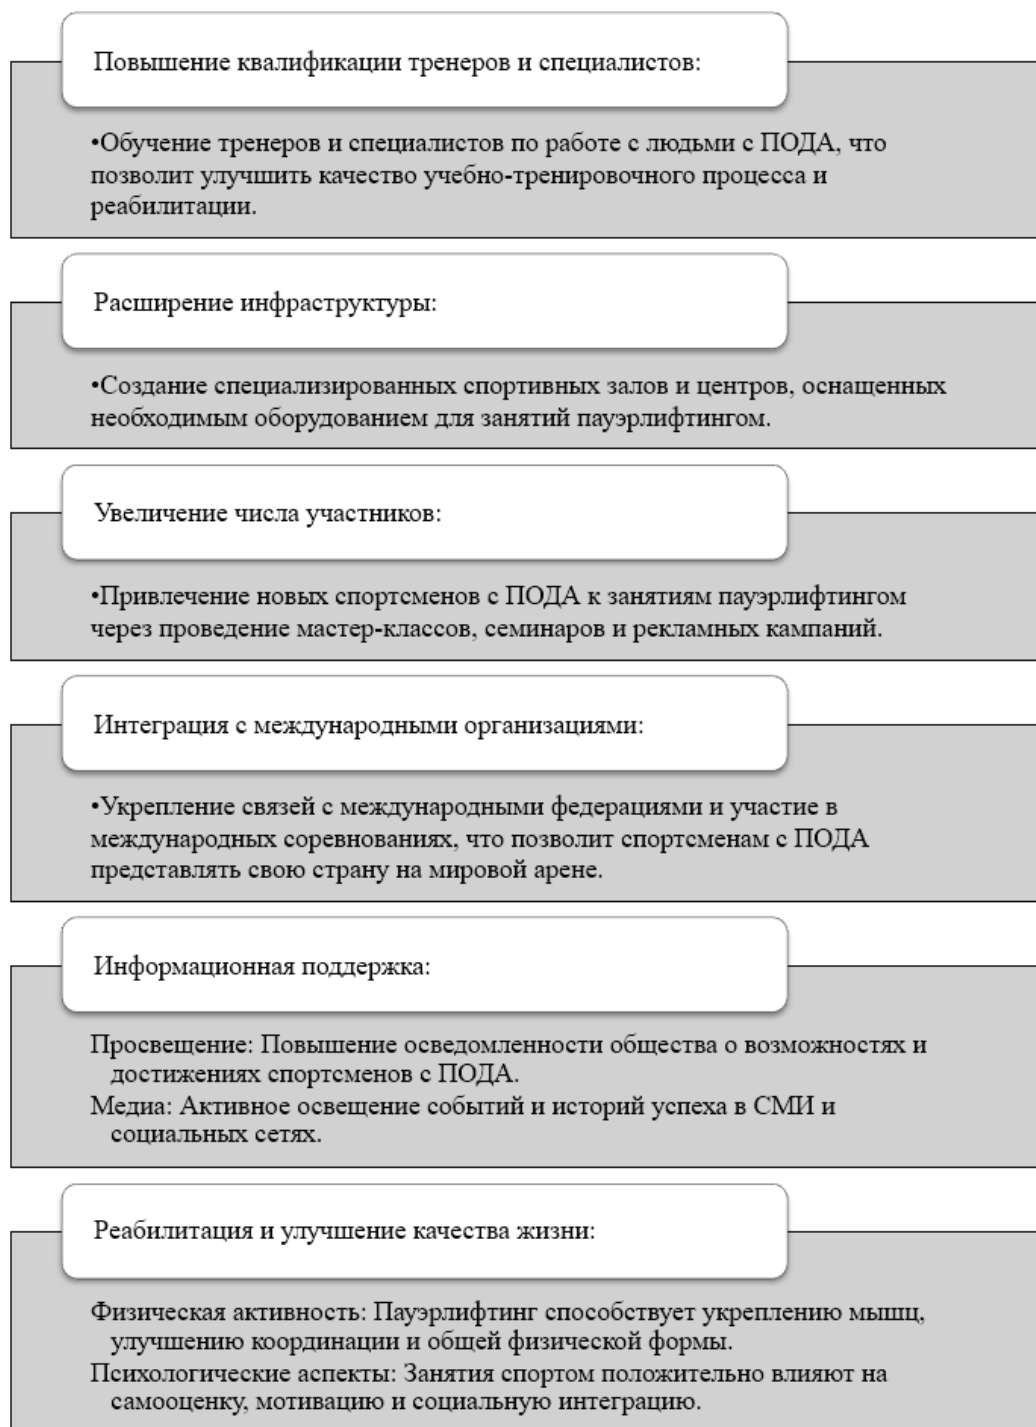 Повышение квалификации тренеров и специалистов:
•Обучение тренеров и специалистов по работе с людьми с ПОДА, что
позволит улучшить качество учебно-тренировочного процесса и
реабилитации.
Расширение инфраструктуры:
•Создание специализированных спортивных залов и центров, оснащенных
необходимым оборудованием для занятий пауэрлифтингом.
Увеличение числа участников:
•Привлечение новых спортсменов с ПОДА к занятиям пауэрлифтингом
через проведение мастер-классов, семинаров и рекламных кампаний.
Интеграция с международными организациями:
•Укрепление связей с международными федерациями и участие в
международных соревнованиях, что позволит спортсменам с ПОДА
представлять свою страну на мировой арене.
Информационная поддержка:
Просвещение: Повышение осведомленности общества о возможностях и
достижениях спортсменов с ПОДА.
Медиа: Активное освещение событий и историй успеха в СМИ и
социальных сетях.
Реабилитация и улучшение качества жизни:
Физическая активность: Пауэрлифтинг способствует укреплению мышц,
улучшению координации и общей физической формы.
Психологические аспекты: Занятия спортом положительно влияют на
самооценку, мотивацию и социальную интеграцию.